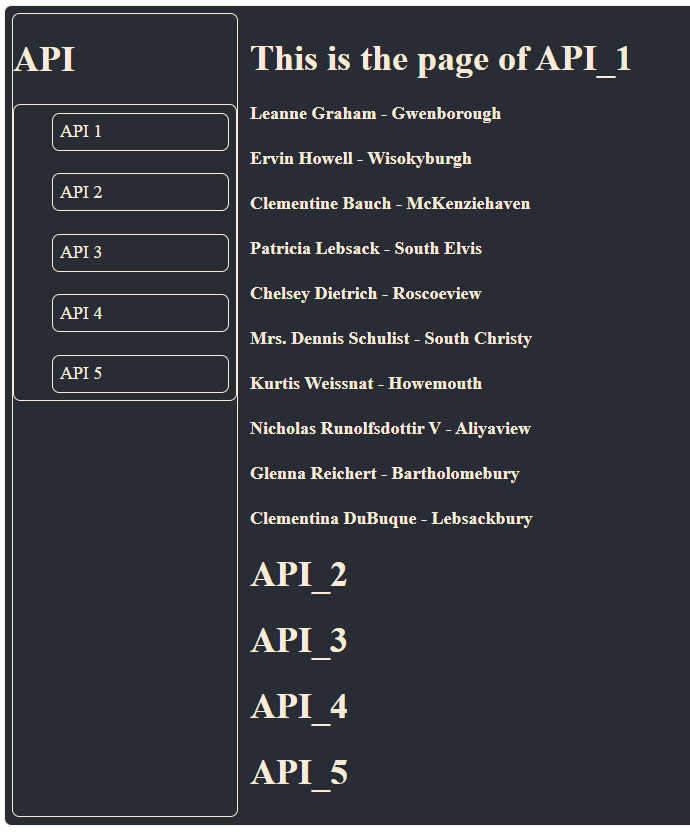 API
API 1
API 2
API 3
API 4
API 5
This is the page of API_1
Leanne Graham - Gwenborough
Ervin Howell - Wisokyburgh
Clementine Bauch - McKenziehaven
Patricia Lebsack - South Elvis
Chelsey Dietrich - Roscoeview
Mrs. Dennis Schulist - South Christy
Kurtis Weissnat - Howemouth
Nicholas Runolfsdottir V - Aliyaview
Glenna Reichert - Bartholomebury
Clementina DuBuque - Lebsackbury
API_2
API_3
API_4
API_5